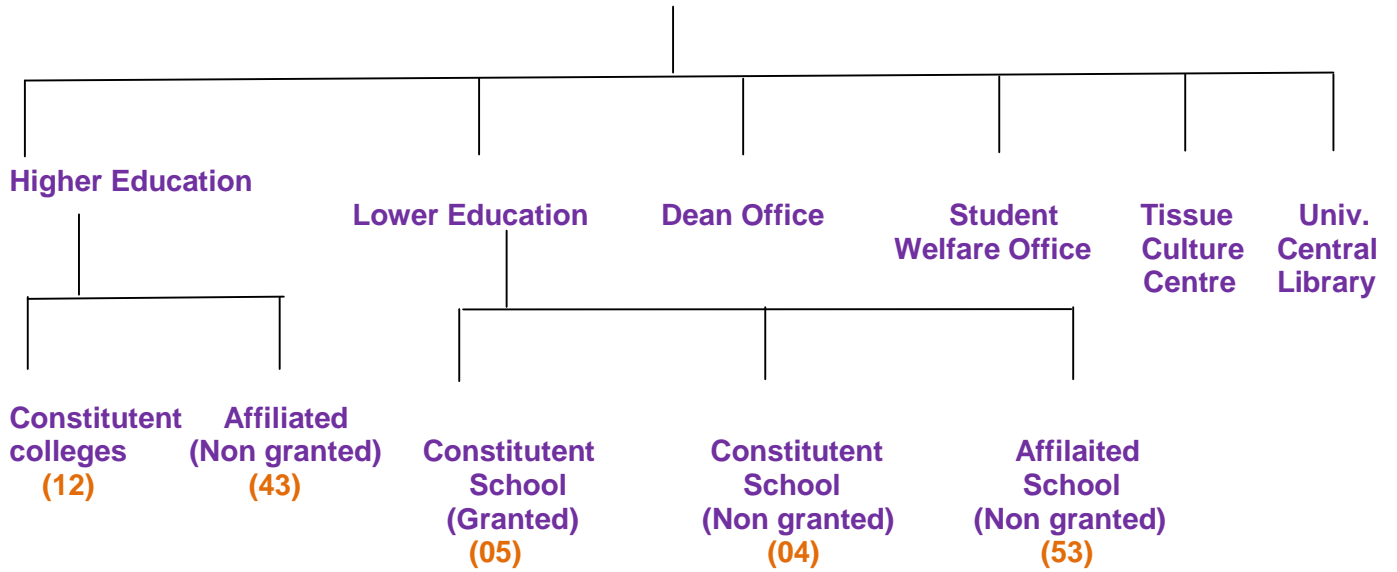 Higher Education
Lower Education
Dean Office
Student
Welfare Office
Tissue
Culture
Centre
Univ.
Central
Library
Constitutent
colleges
(12)
Affiliated
(Non granted)
(43)
Constitutent
School
(Granted)
(05)
Constitutent
School
(Non granted)
(04)
Affilaited
School
(Non granted)
(53)